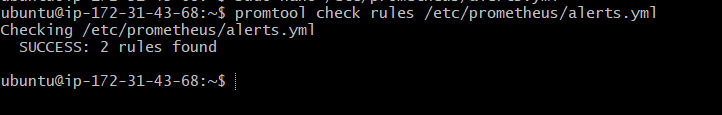 ubuntu@ip-172-31-43-68:~$ promtool check rules /etc/prometheus/alerts.yml
Checking /etc/prometheus/alerts.yml
  SUCCESS: 2 rules found

ubuntu@ip-172-31-43-68:~$